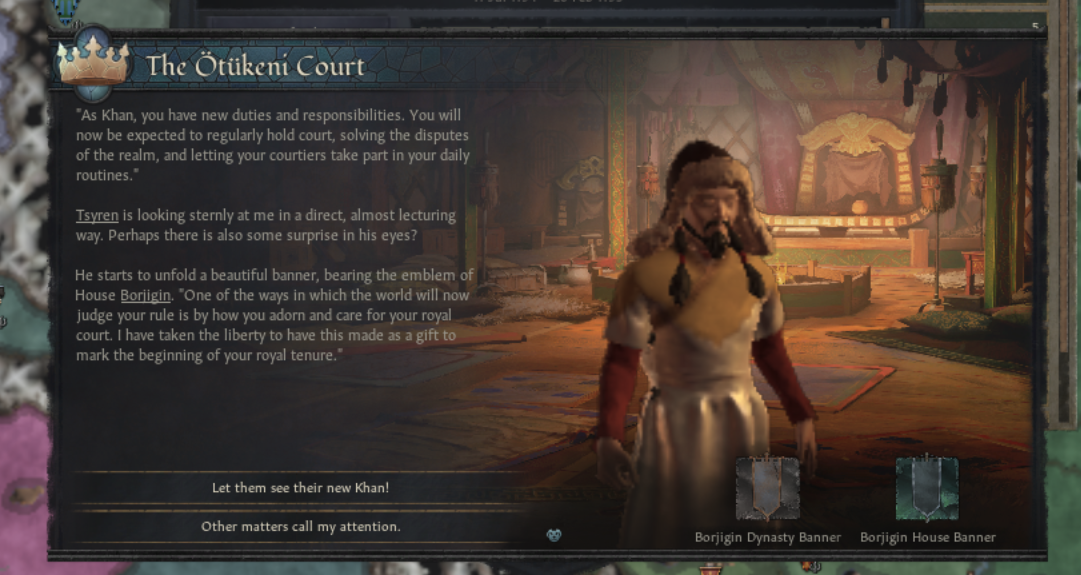 The Ötükeni Court
"As Khan, you have new duties and responsibilities. You will
now be expected to regularly hold court, solving the disputes
of the realm, and letting your courtiers take part in your daily
routines."
Tsyren is looking sternly at me in a direct, almost lecturing
way. Perhaps there is also some surprise in his eyes?
He starts to unfold a beautiful banner, bearing the emblem of
House Borjigin. "One of the ways in which the world will now
judge your rule is by how you adorn and care for your royal
court. I have taken the liberty to have this made as a gift to
mark the beginning of your royal tenure."
Let them see their new Khan!
Other matters call my attention.
Borjigin Dynasty Banner
Borjigin House Banner